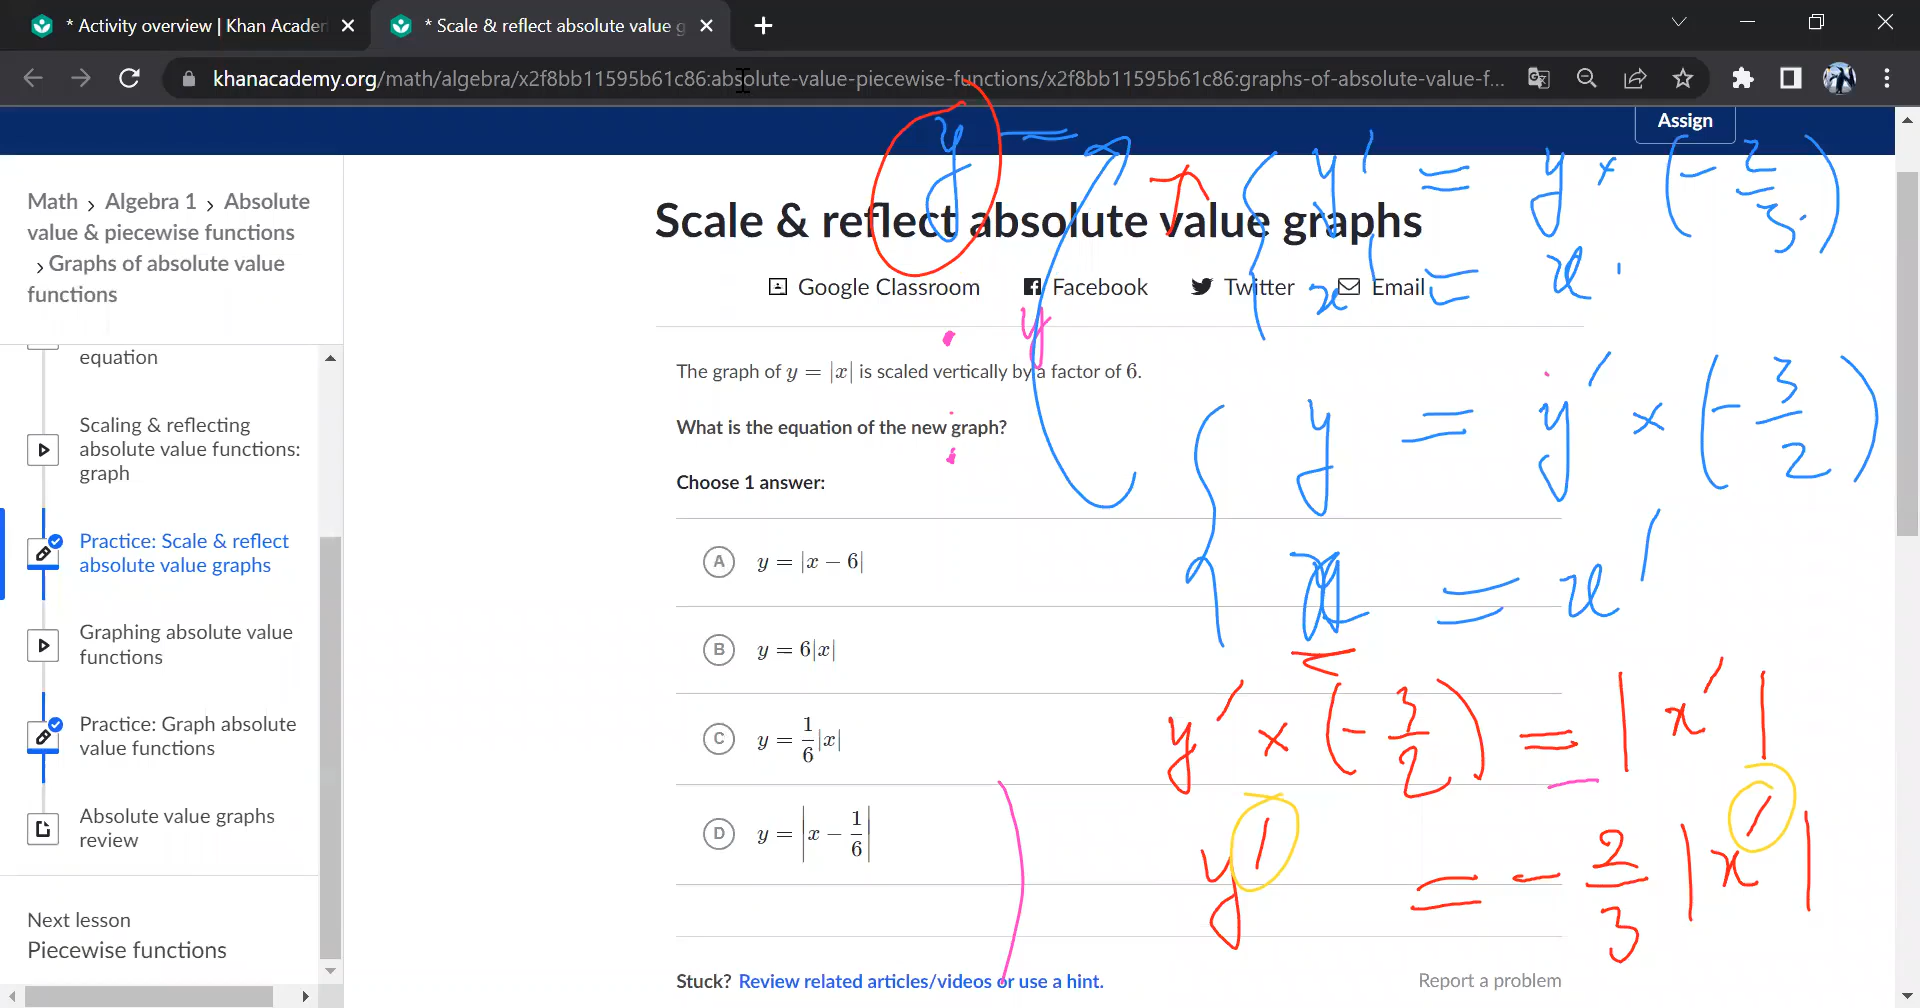 * Activity overview | Khan Acader
* Scale & reflect absolute value g
khanacademy.org/math/algebra/x2f8bb11595b61c86:absolute-value-piecewise-functions/x2f8bb11595b61c86:graphs-of-absolute-value-f...
Assign
Math > Algebra 1 > Absolute
value & piecewise functions
> Graphs of absolute value
functions
equation
Scaling & reflecting
absolute value functions:
graph
Practice: Scale & reflect
absolute value graphs
Graphing absolute value
functions
Practice: Graph absolute
value functions
Absolute value graphs
review
Next lesson
Piecewise functions
Scale & reflect absolute value graphs
Google Classroom Facebook Twitter Email
The graph of y = |x| is scaled vertically by a factor of 6.
What is the equation of the new graph?
Choose 1 answer:
A y = |x − 6|
B y = 6|x|
C y = 1/6|x|
D y = |x − 1/6|
Stuck? Review related articles/videos or use a hint.
Report a problem
y =
y
y' = y × (− 2/3)
x' = x
y = y' × (− 3/2)
x = x'
y' × (− 3/2) = |x'|
y' = − 2/3 |x'|